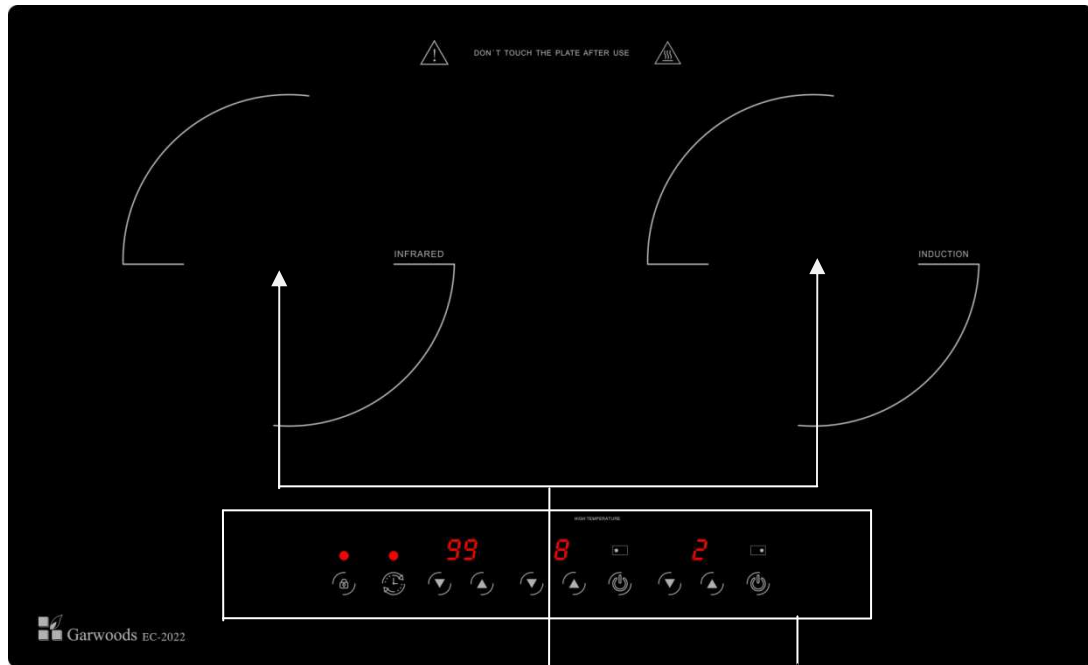 DON'T TOUCH THE PLATE AFTER USE
INFRARED
INDUCTION
HIGH TEMPERATURE
99 8 2
Garwoods EC-2022